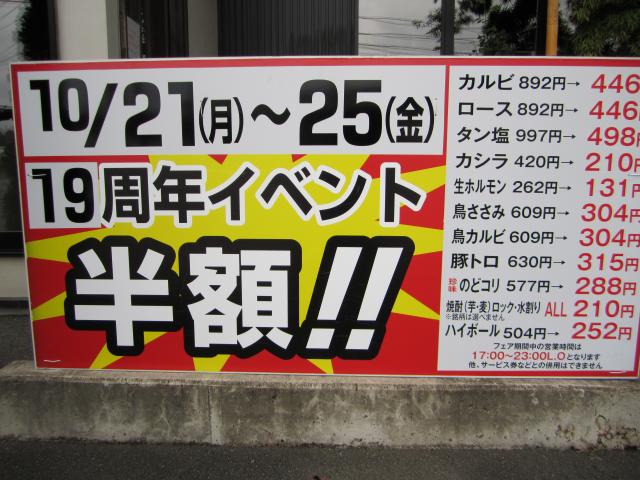 10/21(月)～25(金)
19周年イベント
半額!!
カルビ 892円→ 446
ロース 892円→ 446円
タン塩 997円→ 498円
カシラ 420円→ 210円
生ホルモン 262円→ 131円
鳥ささみ 609円→ 304円
鳥カルビ 609円→ 304円
豚トロ 630円→ 315円
珍味 のどコリ 577円→ 288円
焼酎(芋・麦)ロック・水割り ALL 210円
※銘柄は選べません
ハイボール 504円→ 252円
フェア期間中の営業時間は
17:00～23:00L.Oとなります
他、サービス券などとの併用はできません